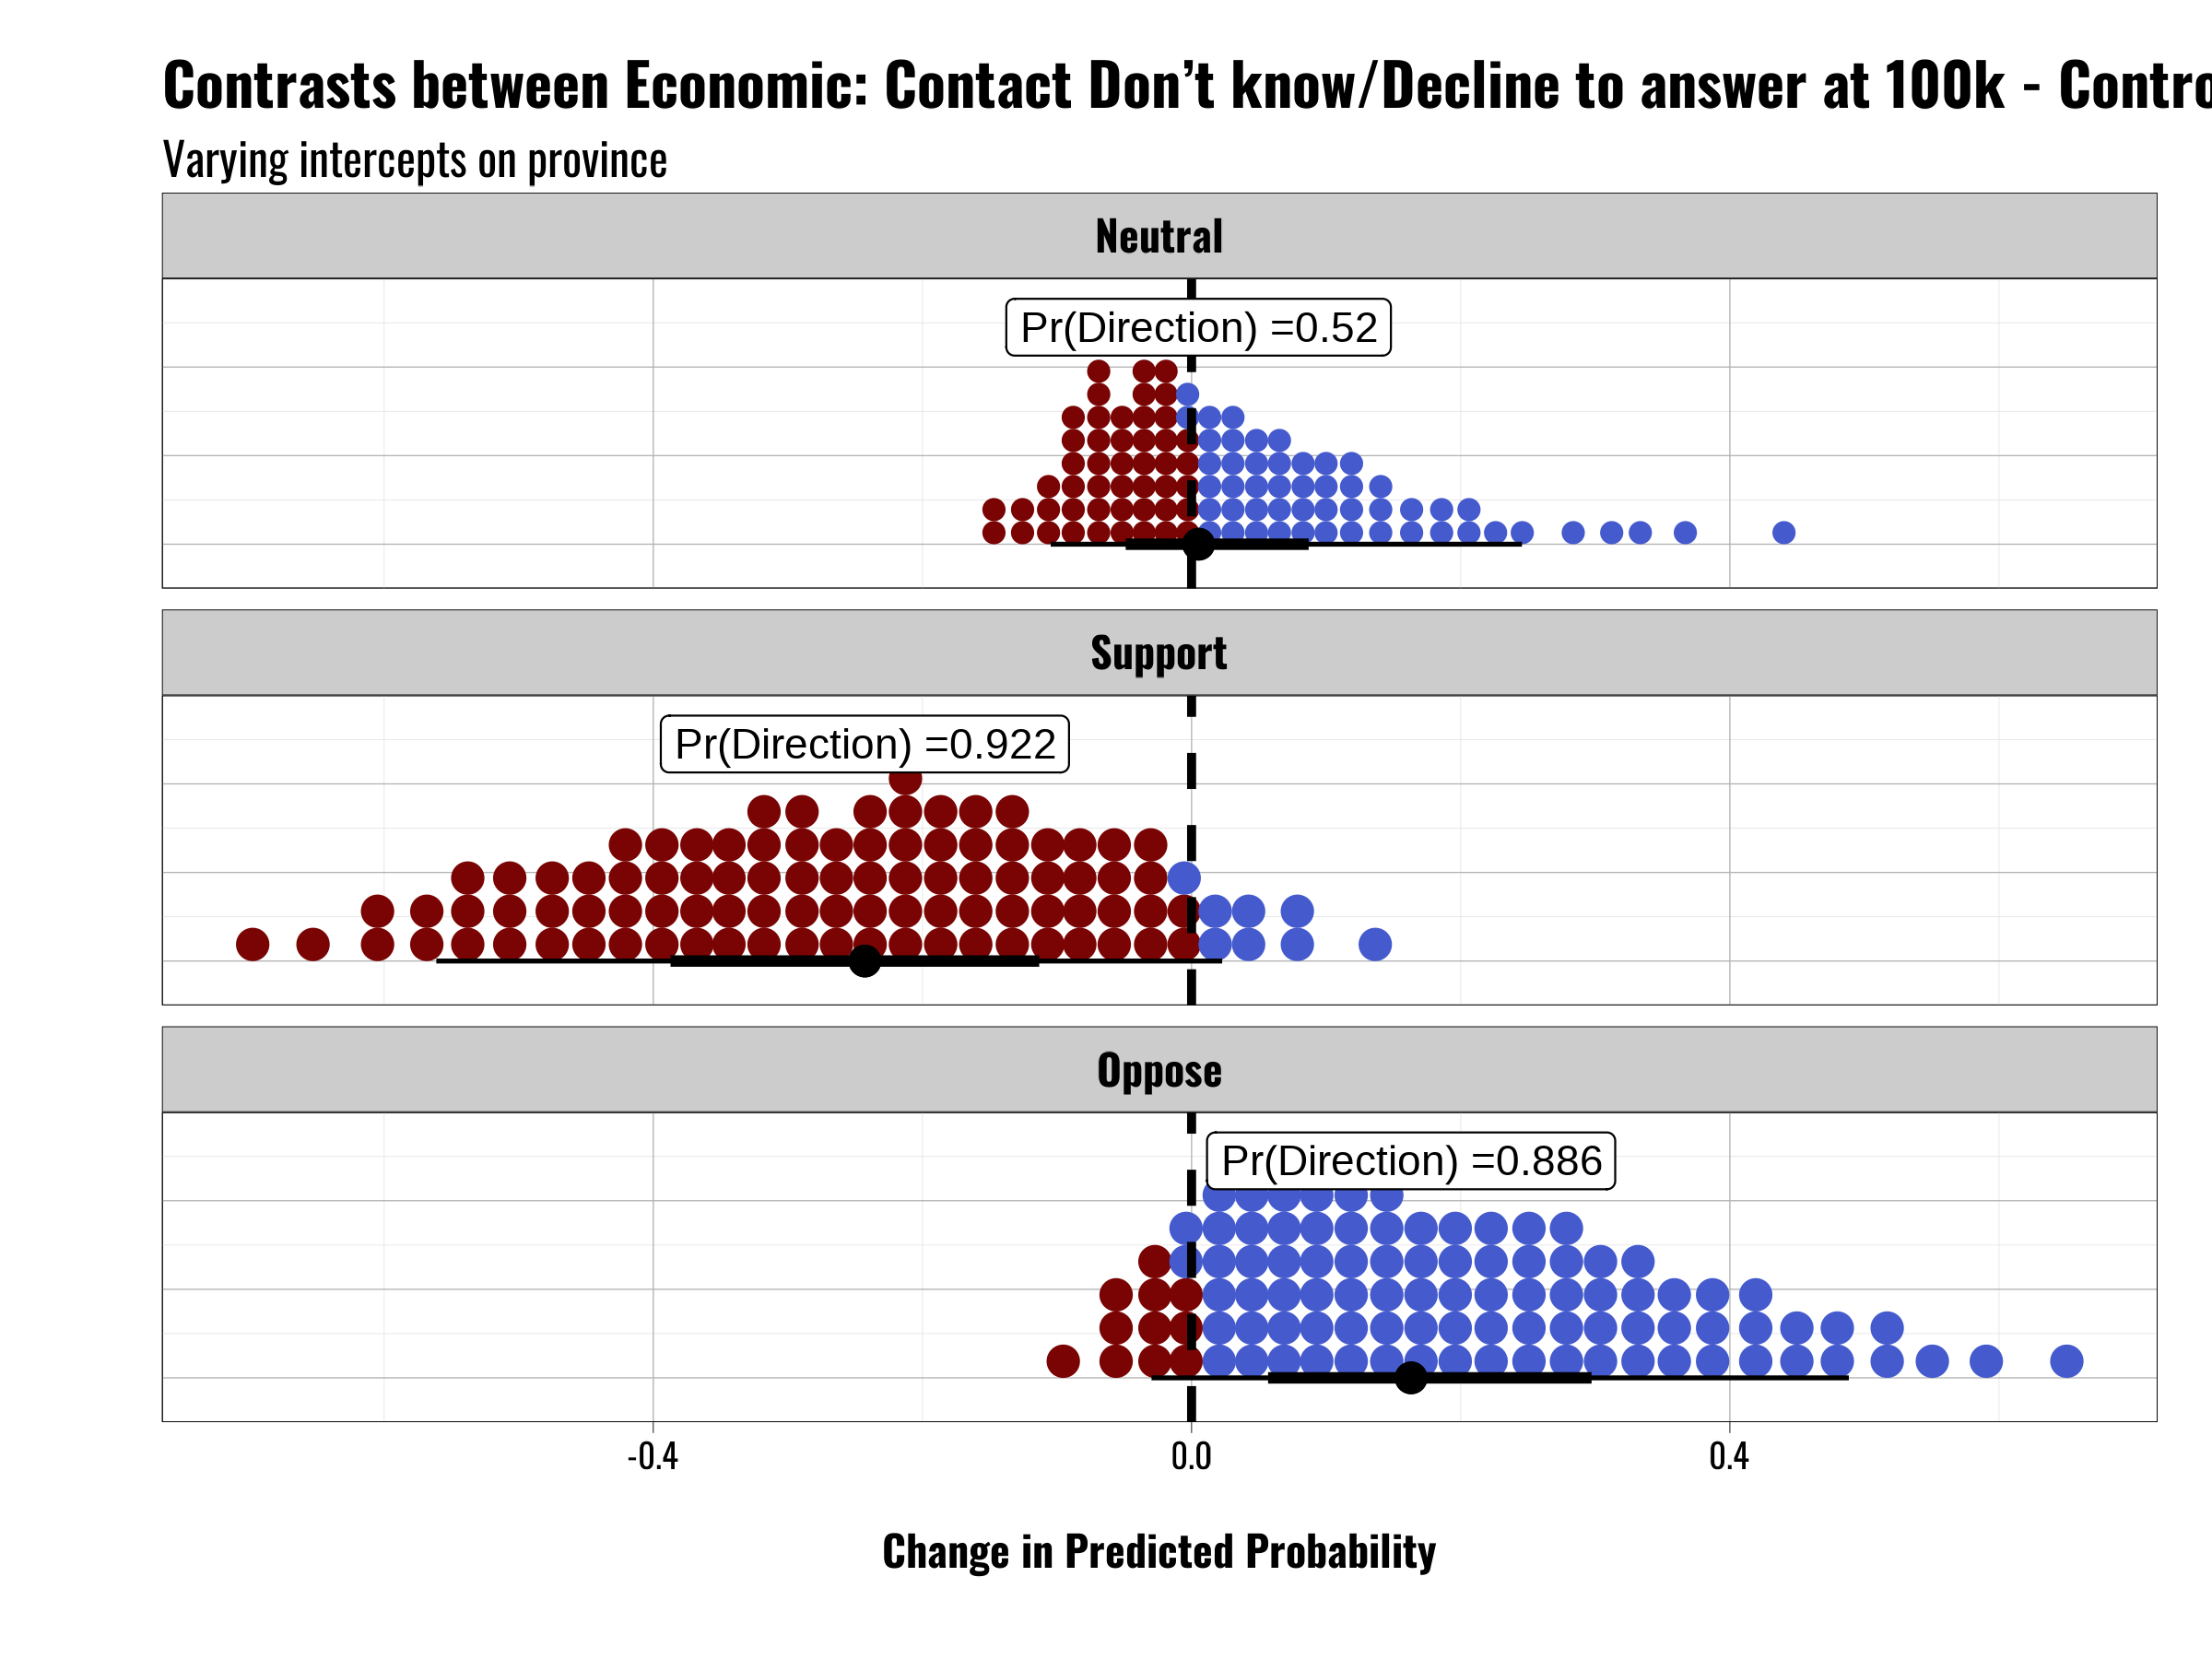 Contrasts between Economic: Contact Don’t know/Decline to answer at 100k - Contro
Varying intercepts on province
Neutral
Pr(Direction) =0.52
Support
Pr(Direction) =0.922
Oppose
Pr(Direction) =0.886
-0.4 0.0 0.4
Change in Predicted Probability